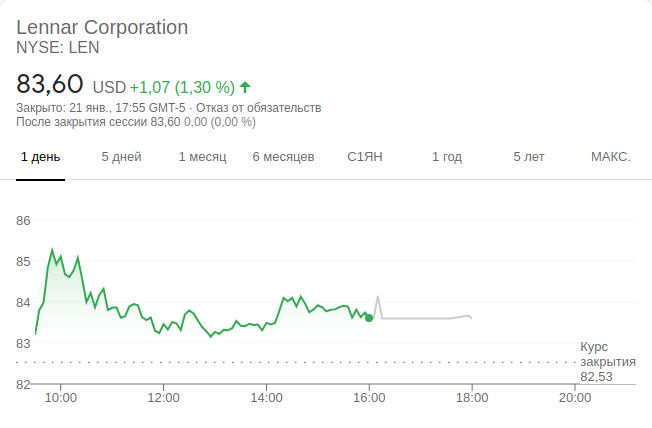 Lennar Corporation
NYSE: LEN
83,60 USD +1,07 (1,30 %)
Закрыто: 21 янв., 17:55 GMT-5 · Отказ от обязательств
После закрытия сессии 83,60 0,00 (0,00 %)
1 день 5 дней 1 месяц 6 месяцев С1ЯН 1 год 5 лет МАКС.
86
85
84
83
82
Курс
закрытия
82,53
10:00 12:00 14:00 16:00 18:00 20:00